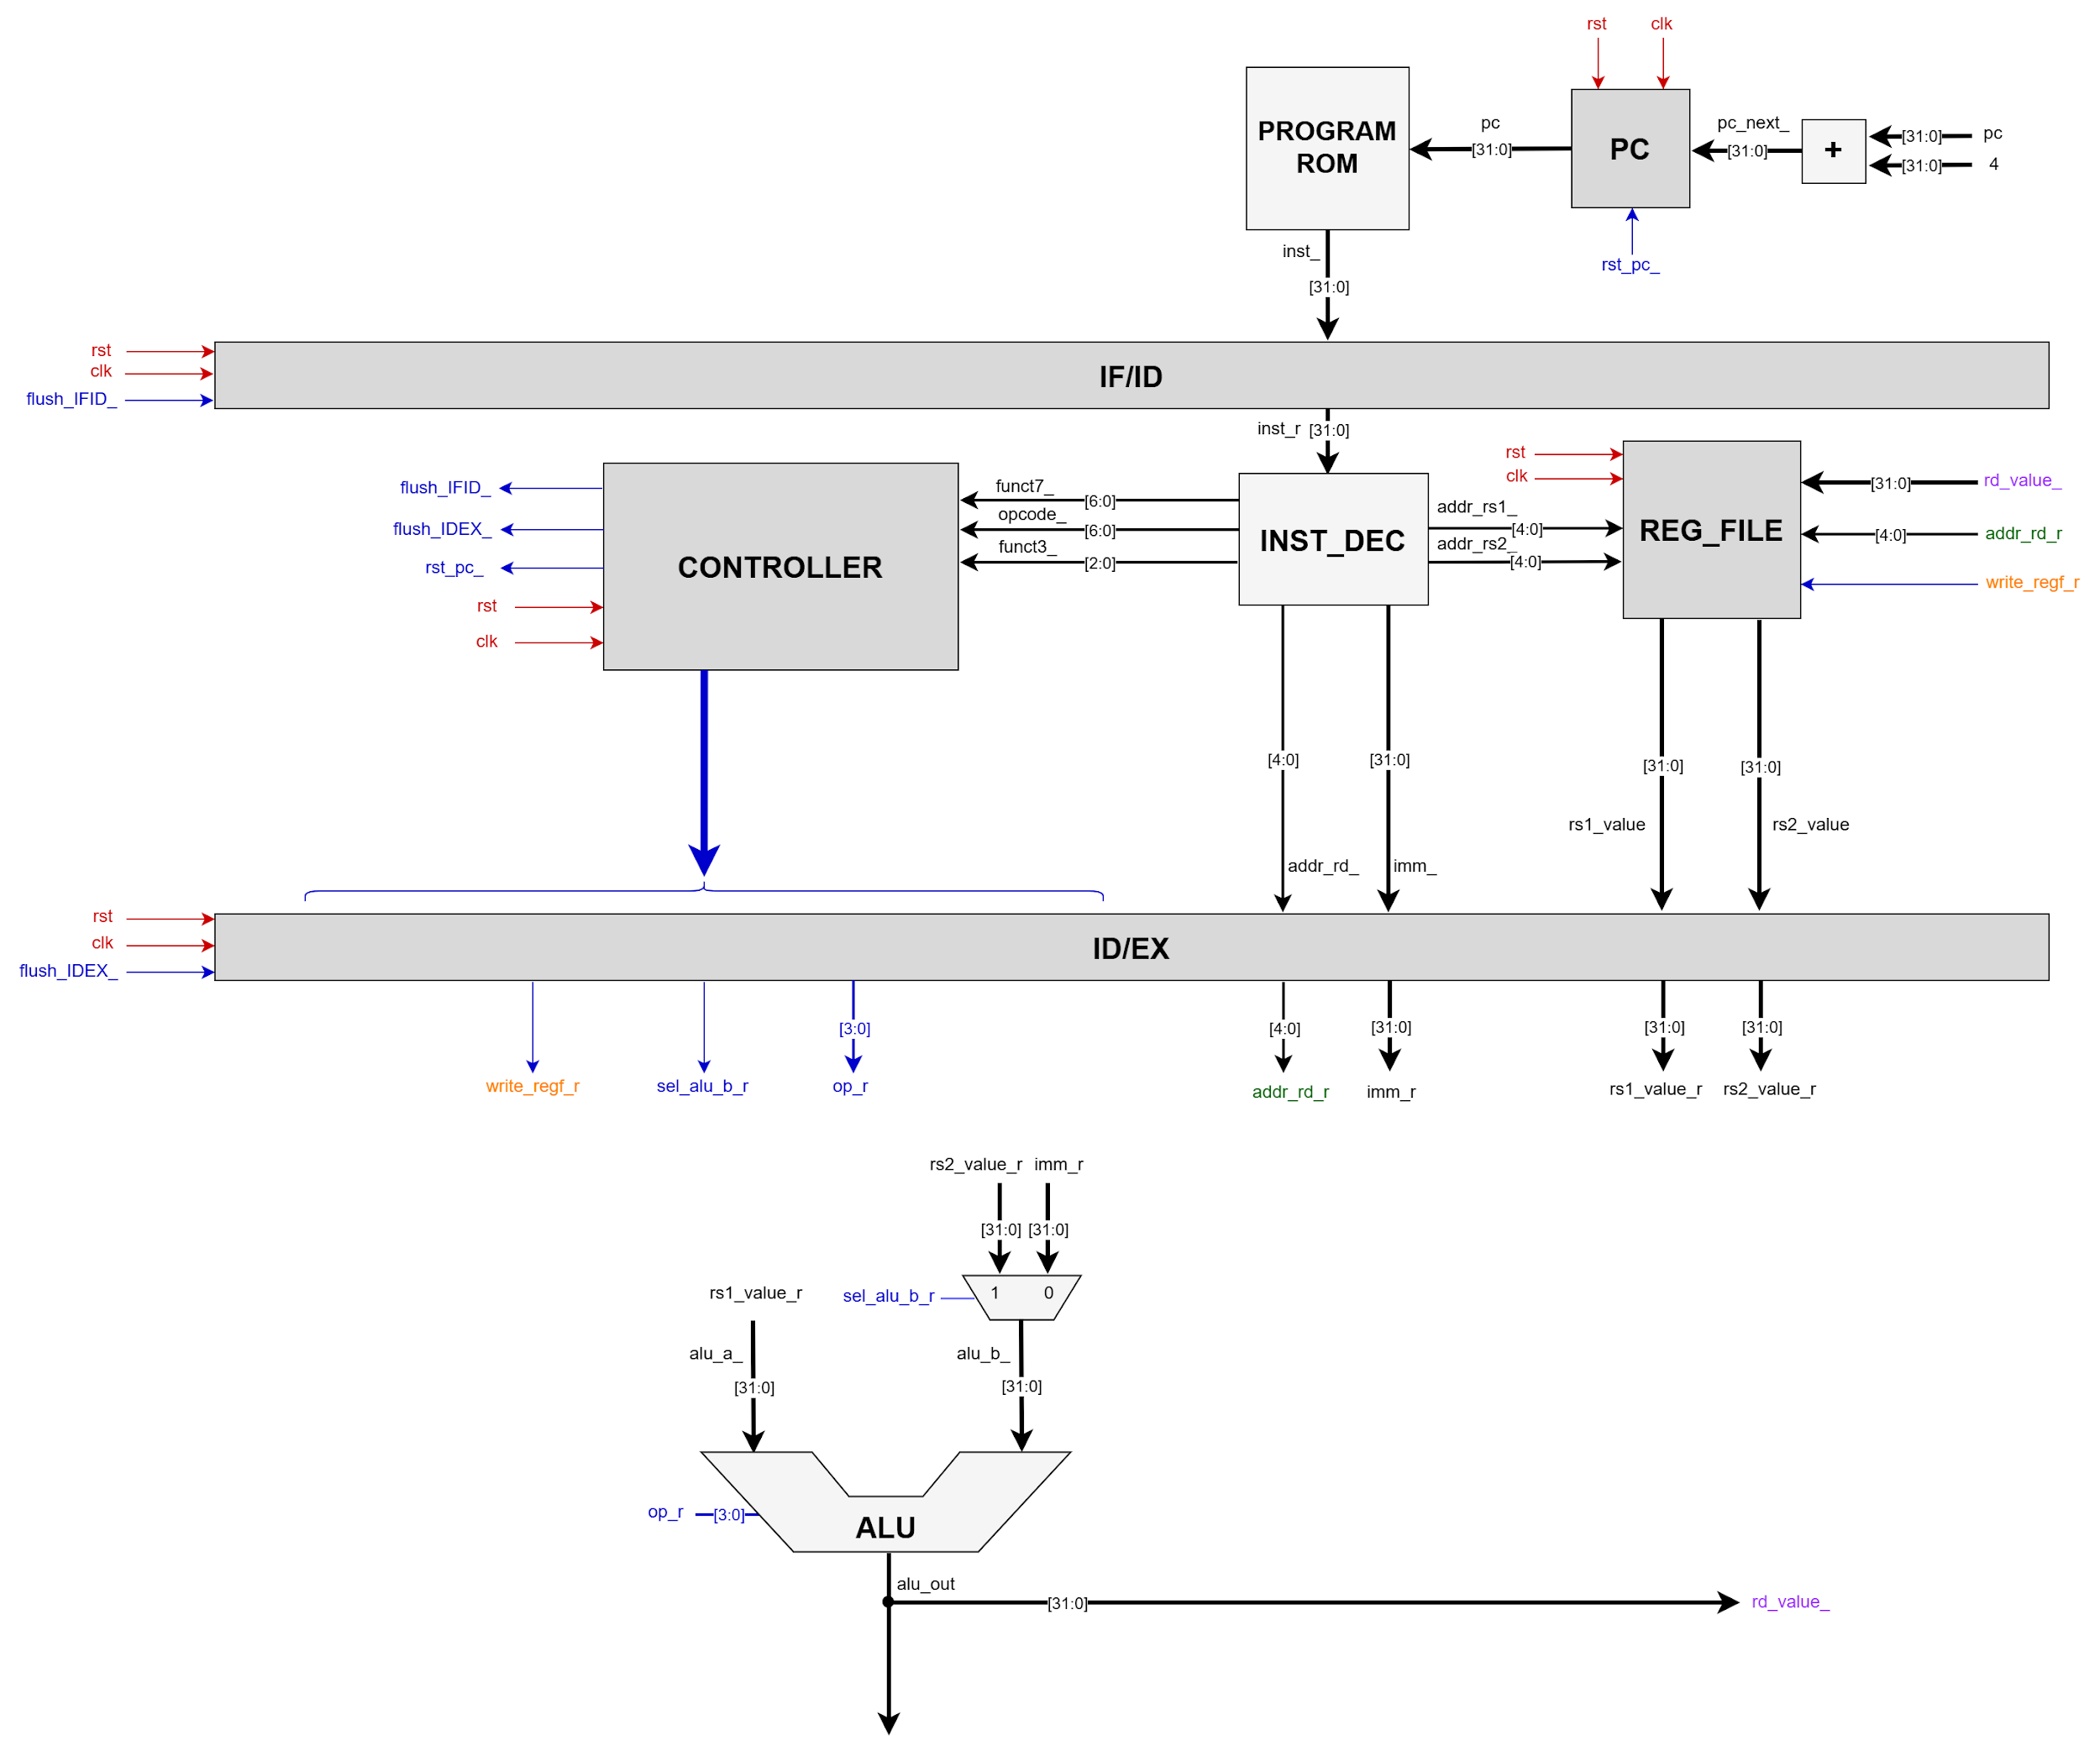 rst
clk
PROGRAM
ROM
pc
[31:0]
PC
pc_next_
[31:0]
+
[31:0]
pc
[31:0]
4
inst_
[31:0]
rst_pc_
rst
clk
flush_IFID_
IF/ID
inst_r
[31:0]
flush_IFID_
flush_IDEX_
rst_pc_
rst
clk
CONTROLLER
funct7_
[6:0]
opcode_
[6:0]
funct3_
[2:0]
INST_DEC
addr_rs1_
[4:0]
addr_rs2_
[4:0]
rst
clk
REG_FILE
[31:0]
rd_value_
[4:0]
addr_rd_r
write_regf_r
[4:0]
[31:0]
[31:0]
[31:0]
rs1_value
rs2_value
addr_rd_
imm_
rst
clk
flush_IDEX_
ID/EX
[3:0]
[4:0]
[31:0]
[31:0]
[31:0]
write_regf_r
sel_alu_b_r
op_r
addr_rd_r
imm_r
rs1_value_r
rs2_value_r
rs2_value_r
imm_r
[31:0]
[31:0]
rs1_value_r
sel_alu_b_r
1
0
alu_a_
[31:0]
alu_b_
[31:0]
op_r
[3:0]
ALU
alu_out
[31:0]
rd_value_